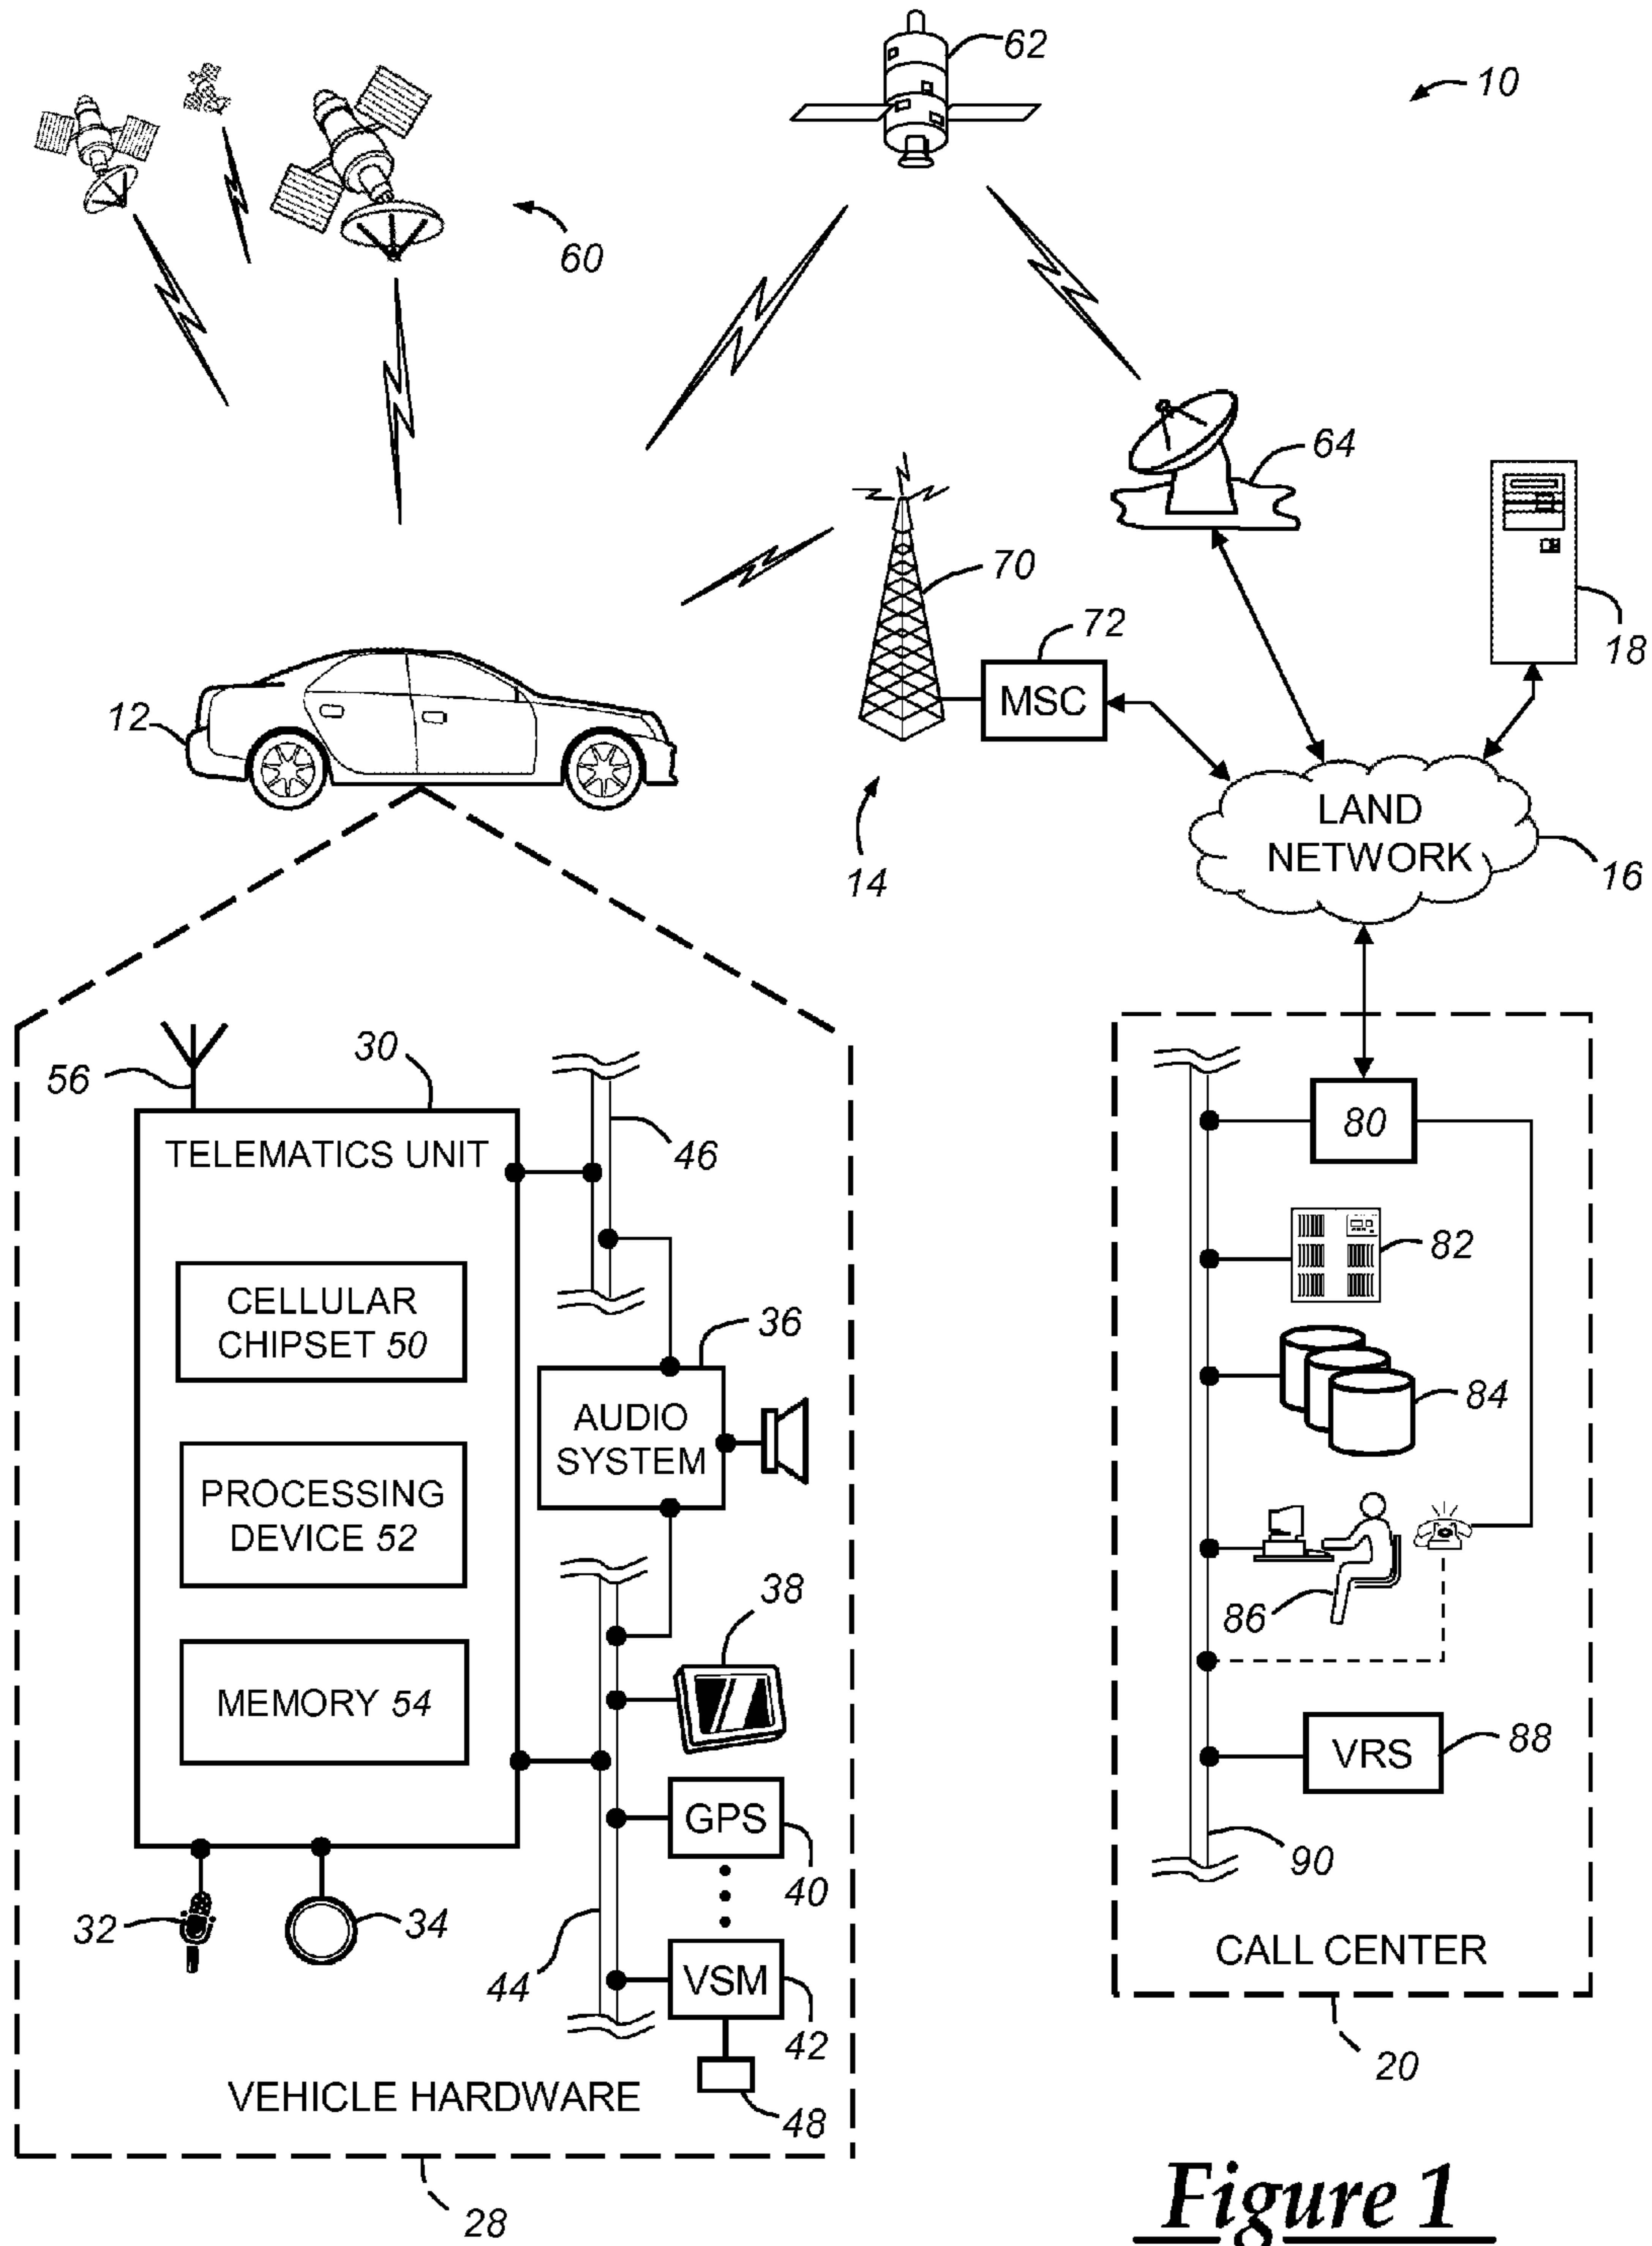 62
10
60
64
70
72
18
MSC
12
LAND
NETWORK
14
16
30
56
TELEMATICS UNIT
46
80
CELLULAR
CHIPSET 50
82
36
AUDIO
SYSTEM
84
PROCESSING
DEVICE 52
38
86
MEMORY 54
VRS
88
GPS
40
90
32
34
44
VSM
42
CALL CENTER
20
VEHICLE HARDWARE
48
28
Figure 1